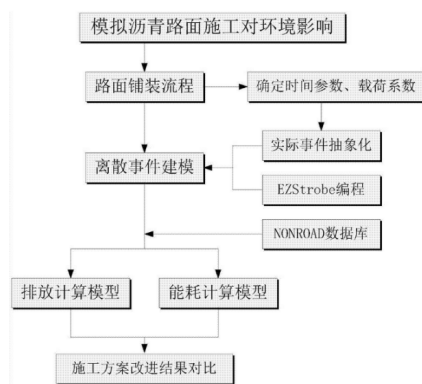 模拟沥青路面施工对环境影响
路面铺装流程
确定时间参数、载荷系数
实际事件抽象化
离散事件建模
EZStrobe编程
NONROAD数据库
排放计算模型
能耗计算模型
施工方案改进结果对比